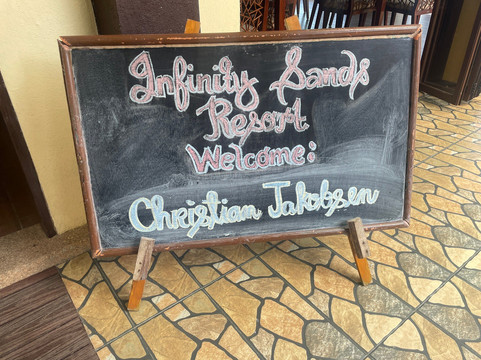 Infinity Sands
Resort
Welcome:
Christian Jakobsen